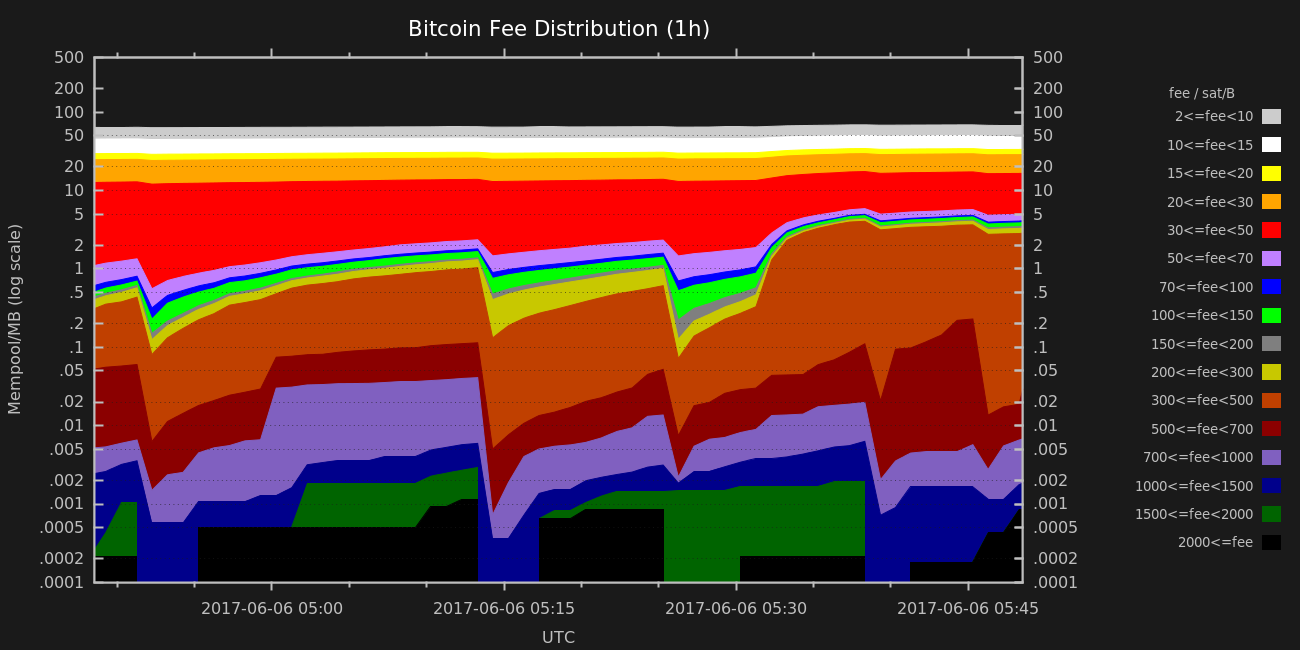 Bitcoin Fee Distribution (1h)
Mempool/MB (log scale)
500
200
100
50
20
10
5
2
1
.5
.2
.1
.05
.02
.01
.005
.002
.001
.0005
.0002
.0001
500
200
100
50
20
10
5
2
1
.5
.2
.1
.05
.02
.01
.005
.002
.001
.0005
.0002
.0001
2017-06-06 05:00
2017-06-06 05:15
2017-06-06 05:30
2017-06-06 05:45
UTC
fee / sat/B
2<=fee<10
10<=fee<15
15<=fee<20
20<=fee<30
30<=fee<50
50<=fee<70
70<=fee<100
100<=fee<150
150<=fee<200
200<=fee<300
300<=fee<500
500<=fee<700
700<=fee<1000
1000<=fee<1500
1500<=fee<2000
2000<=fee